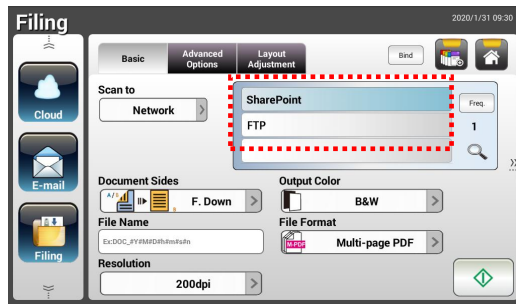 Filing
2020/1/31 09:30
Basic
Advanced
Options
Layout
Adjustment
Bind
Scan to
Network
SharePoint
FTP
Freq.
1
Cloud
E-mail
Filing
Document Sides
F. Down
Output Color
B&W
File Name
Ex:DOC_#Y#M#D#h#m#s#n
File Format
M-PDF
Multi-page PDF
Resolution
200dpi